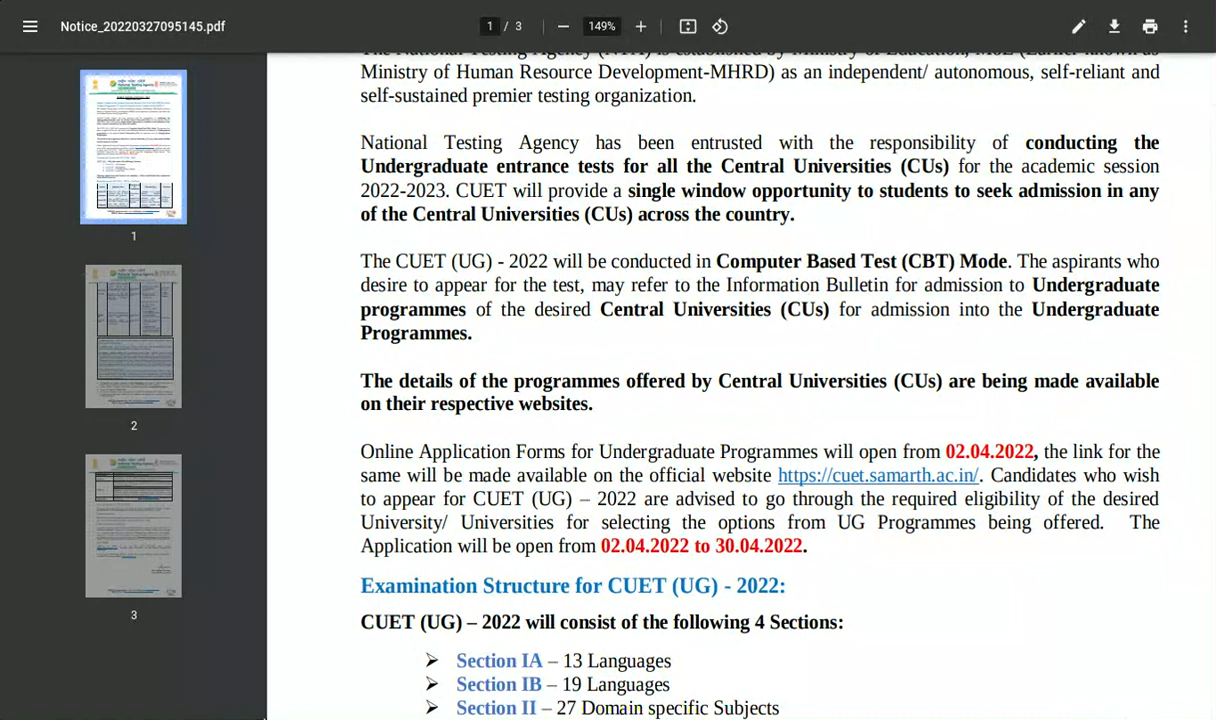 Notice_20220327095145.pdf
1 / 3
149%
Ministry of Human Resource Development-MHRD) as an independent/ autonomous, self-reliant and
self-sustained premier testing organization.
National Testing Agency has been entrusted with the responsibility of conducting the
Undergraduate entrance tests for all the Central Universities (CUs) for the academic session
2022-2023. CUET will provide a single window opportunity to students to seek admission in any
of the Central Universities (CUs) across the country.
The CUET (UG) - 2022 will be conducted in Computer Based Test (CBT) Mode. The aspirants who
desire to appear for the test, may refer to the Information Bulletin for admission to Undergraduate
programmes of the desired Central Universities (CUs) for admission into the Undergraduate
Programmes.
The details of the programmes offered by Central Universities (CUs) are being made available
on their respective websites.
Online Application Forms for Undergraduate Programmes will open from 02.04.2022, the link for the
same will be made available on the official website https://cuet.samarth.ac.in/. Candidates who wish
to appear for CUET (UG) – 2022 are advised to go through the required eligibility of the desired
University/ Universities for selecting the options from UG Programmes being offered. The
Application will be open from 02.04.2022 to 30.04.2022.
Examination Structure for CUET (UG) - 2022:
CUET (UG) – 2022 will consist of the following 4 Sections:
➢ Section IA – 13 Languages
➢ Section IB – 19 Languages
➢ Section II – 27 Domain specific Subjects
1
2
3